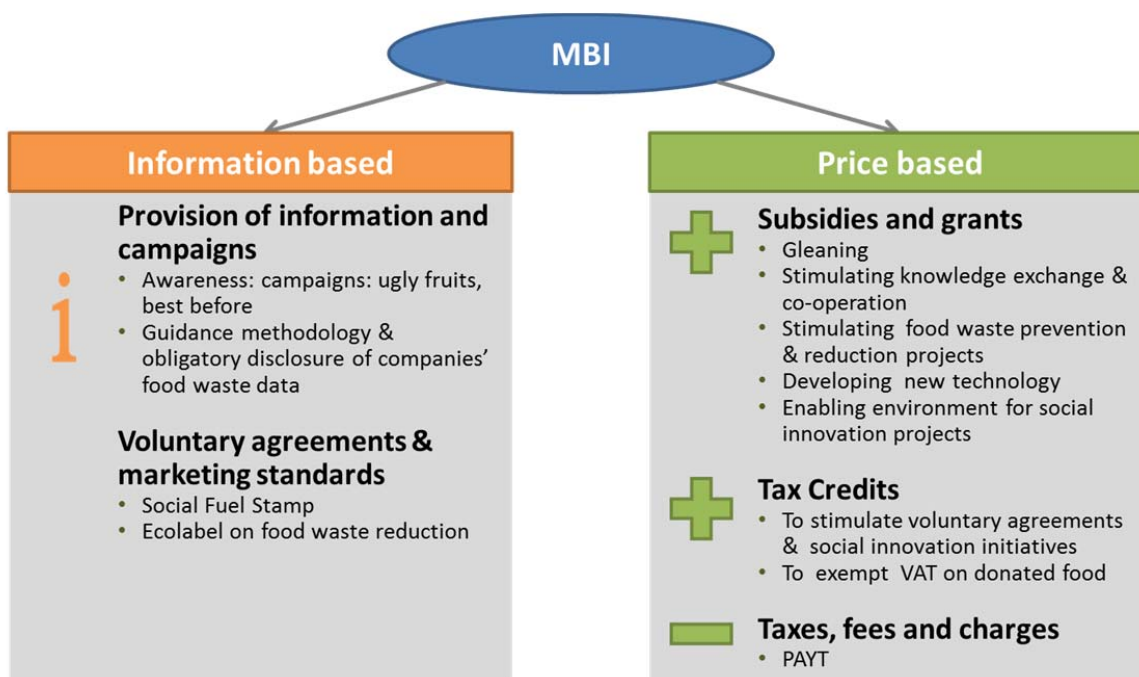 MBI
Information based
Provision of information and
campaigns
• Awareness: campaigns: ugly fruits,
best before
• Guidance methodology &
obligatory disclosure of companies’
food waste data
i
Voluntary agreements &
marketing standards
• Social Fuel Stamp
• Ecolabel on food waste reduction
Price based
Subsidies and grants
• Gleaning
• Stimulating knowledge exchange &
co-operation
• Stimulating food waste prevention
& reduction projects
• Developing new technology
• Enabling environment for social
innovation projects
Tax Credits
• To stimulate voluntary agreements
& social innovation initiatives
• To exempt VAT on donated food
Taxes, fees and charges
• PAYT